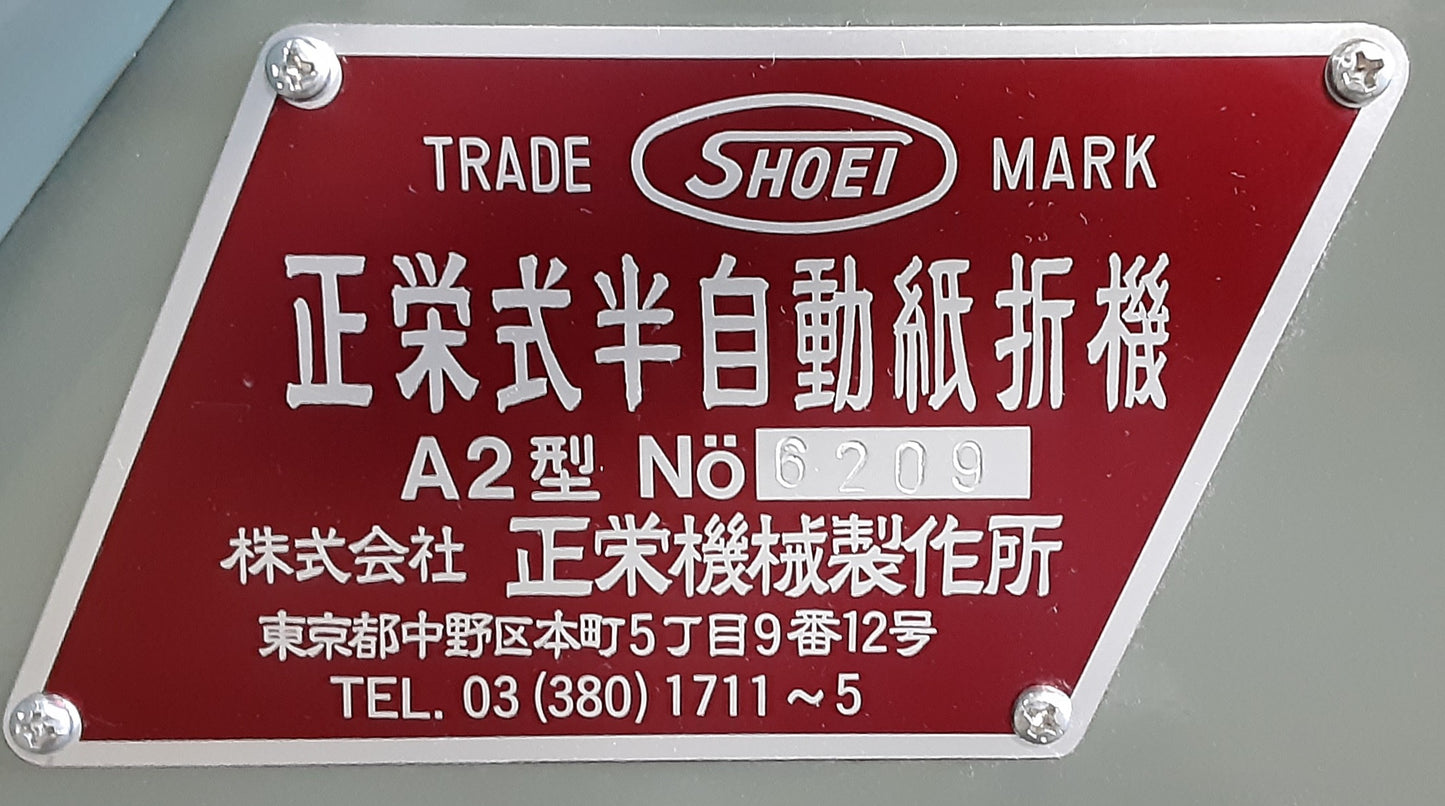 TRADE SHOEI MARK
正栄式半自動紙折機
A2型 Nö 6209
株式会社 正栄機械製作所
東京都中野区本町5丁目9番12号
TEL. 03 (380) 1711～5